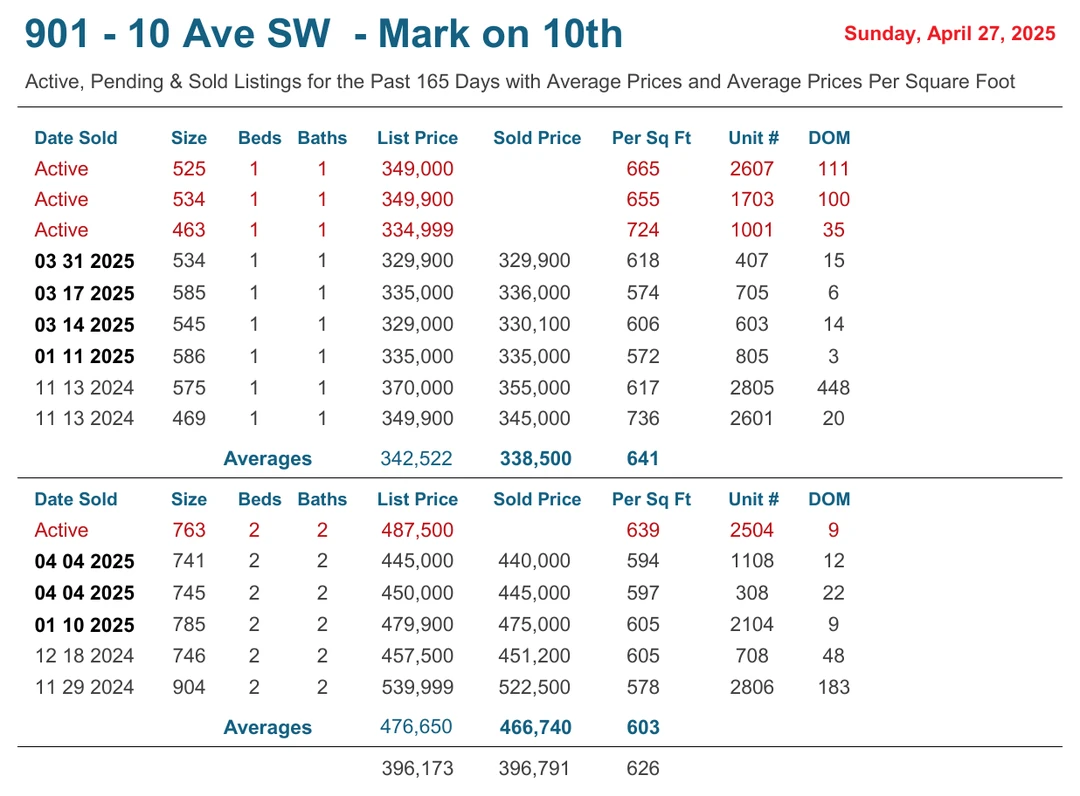 901 - 10 Ave SW - Mark on 10th Sunday, April 27, 2025
Active, Pending & Sold Listings for the Past 165 Days with Average Prices and Average Prices Per Square Foot
Date Sold Size Beds Baths List Price Sold Price Per Sq Ft Unit # DOM
Active 525 1 1 349,000 665 2607 111
Active 534 1 1 349,900 655 1703 100
Active 463 1 1 334,999 724 1001 35
03 31 2025 534 1 1 329,900 329,900 618 407 15
03 17 2025 585 1 1 335,000 336,000 574 705 6
03 14 2025 545 1 1 329,000 330,100 606 603 14
01 11 2025 586 1 1 335,000 335,000 572 805 3
11 13 2024 575 1 1 370,000 355,000 617 2805 448
11 13 2024 469 1 1 349,900 345,000 736 2601 20
Averages 342,522 338,500 641
Date Sold Size Beds Baths List Price Sold Price Per Sq Ft Unit # DOM
Active 763 2 2 487,500 639 2504 9
04 04 2025 741 2 2 445,000 440,000 594 1108 12
04 04 2025 745 2 2 450,000 445,000 597 308 22
01 10 2025 785 2 2 479,900 475,000 605 2104 9
12 18 2024 746 2 2 457,500 451,200 605 708 48
11 29 2024 904 2 2 539,999 522,500 578 2806 183
Averages 476,650 466,740 603
396,173 396,791 626